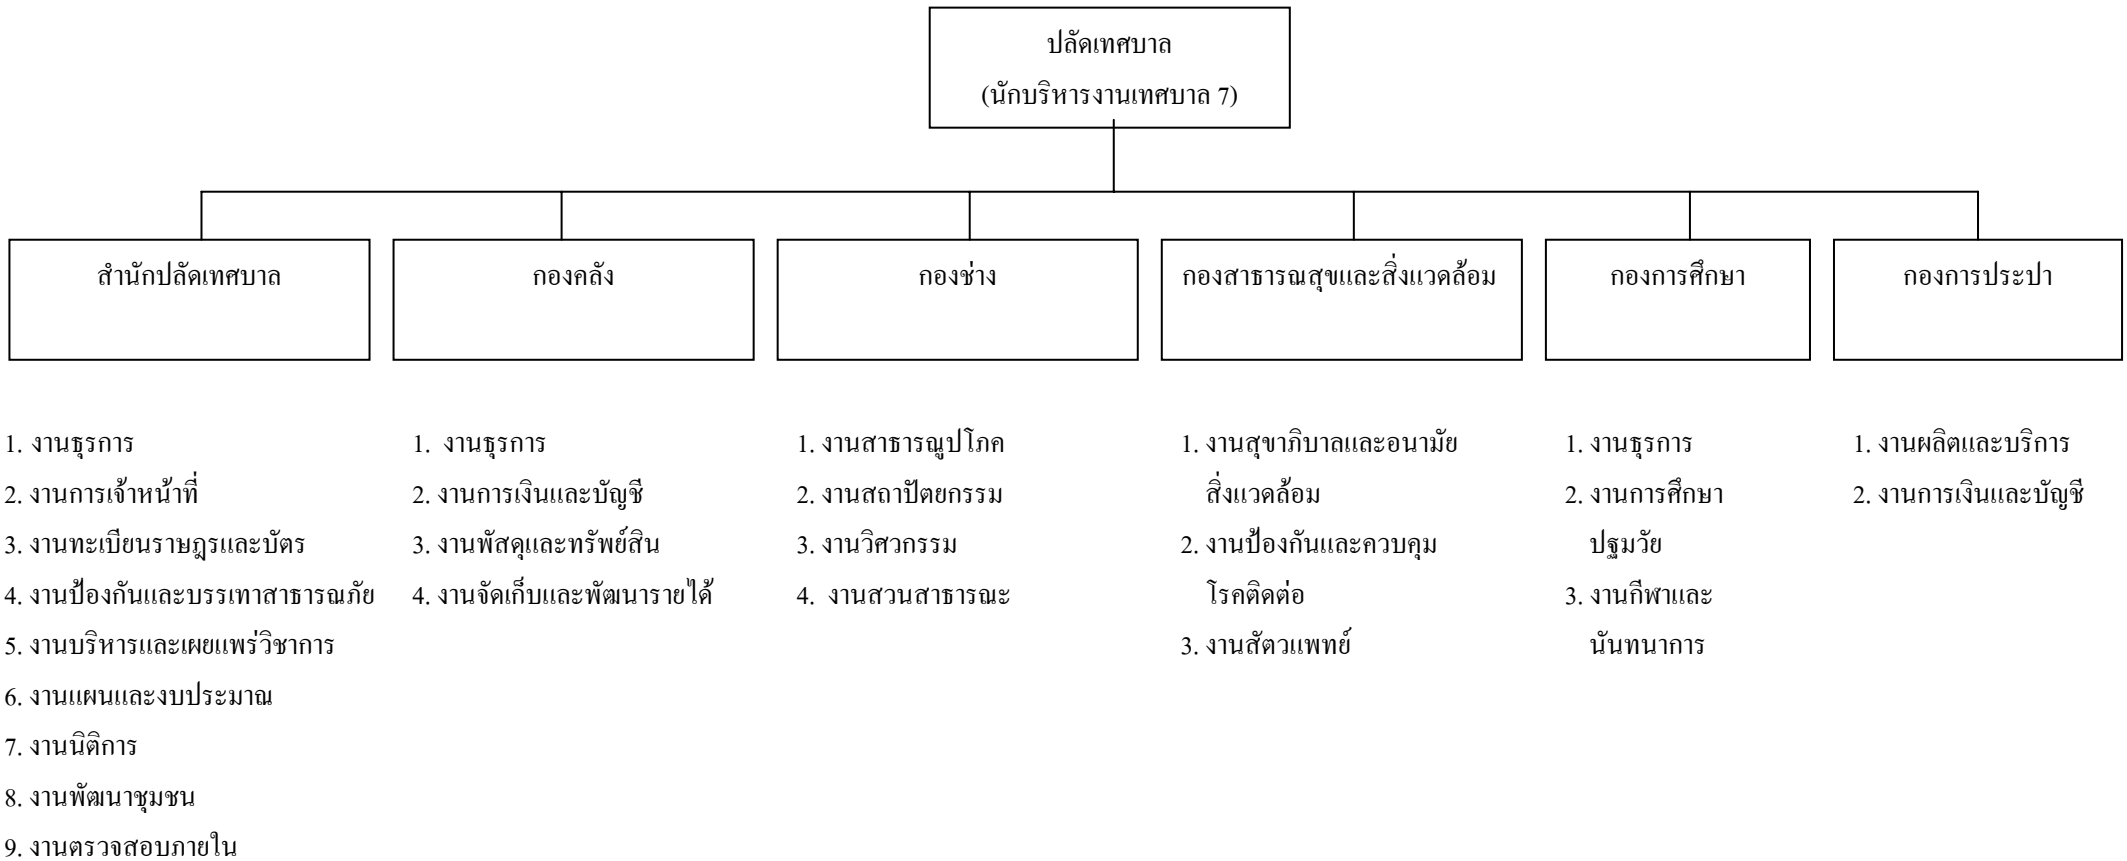 ปลัดเทศบาล
(นักบริหารงานเทศบาล 7)
สำนักปลัดเทศบาล
กองคลัง
กองช่าง
กองสาธารณสุขและสิ่งแวดล้อม
กองการศึกษา
กองการประปา
1. งานธุรการ
2. งานการเจ้าหน้าที่
3. งานทะเบียนราษฎรและบัตร
4. งานป้องกันและบรรเทาสาธารณภัย
5. งานบริหารและเผยแพร่วิชาการ
6. งานแผนและงบประมาณ
7. งานนิติการ
8. งานพัฒนาชุมชน
9. งานตรวจสอบภายใน
1. งานธุรการ
2. งานการเงินและบัญชี
3. งานพัสดุและทรัพย์สิน
4. งานจัดเก็บและพัฒนารายได้
1. งานสาธารณูปโภค
2. งานสถาปัตยกรรม
3. งานวิศวกรรม
4. งานสวนสาธารณะ
1. งานสุขาภิบาลและอนามัย
สิ่งแวดล้อม
2. งานป้องกันและควบคุม
โรคติดต่อ
3. งานสัตวแพทย์
1. งานธุรการ
2. งานการศึกษา
ปฐมวัย
3. งานกีฬาและ
นันทนาการ
1. งานผลิตและบริการ
2. งานการเงินและบัญชี